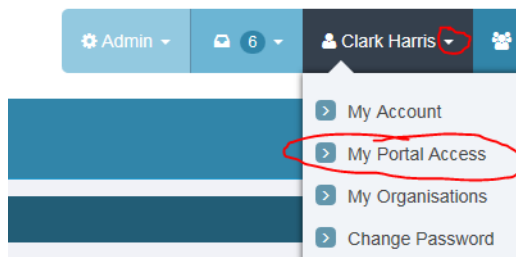 Admin 6 Clark Harris
My Account
My Portal Access
My Organisations
Change Password